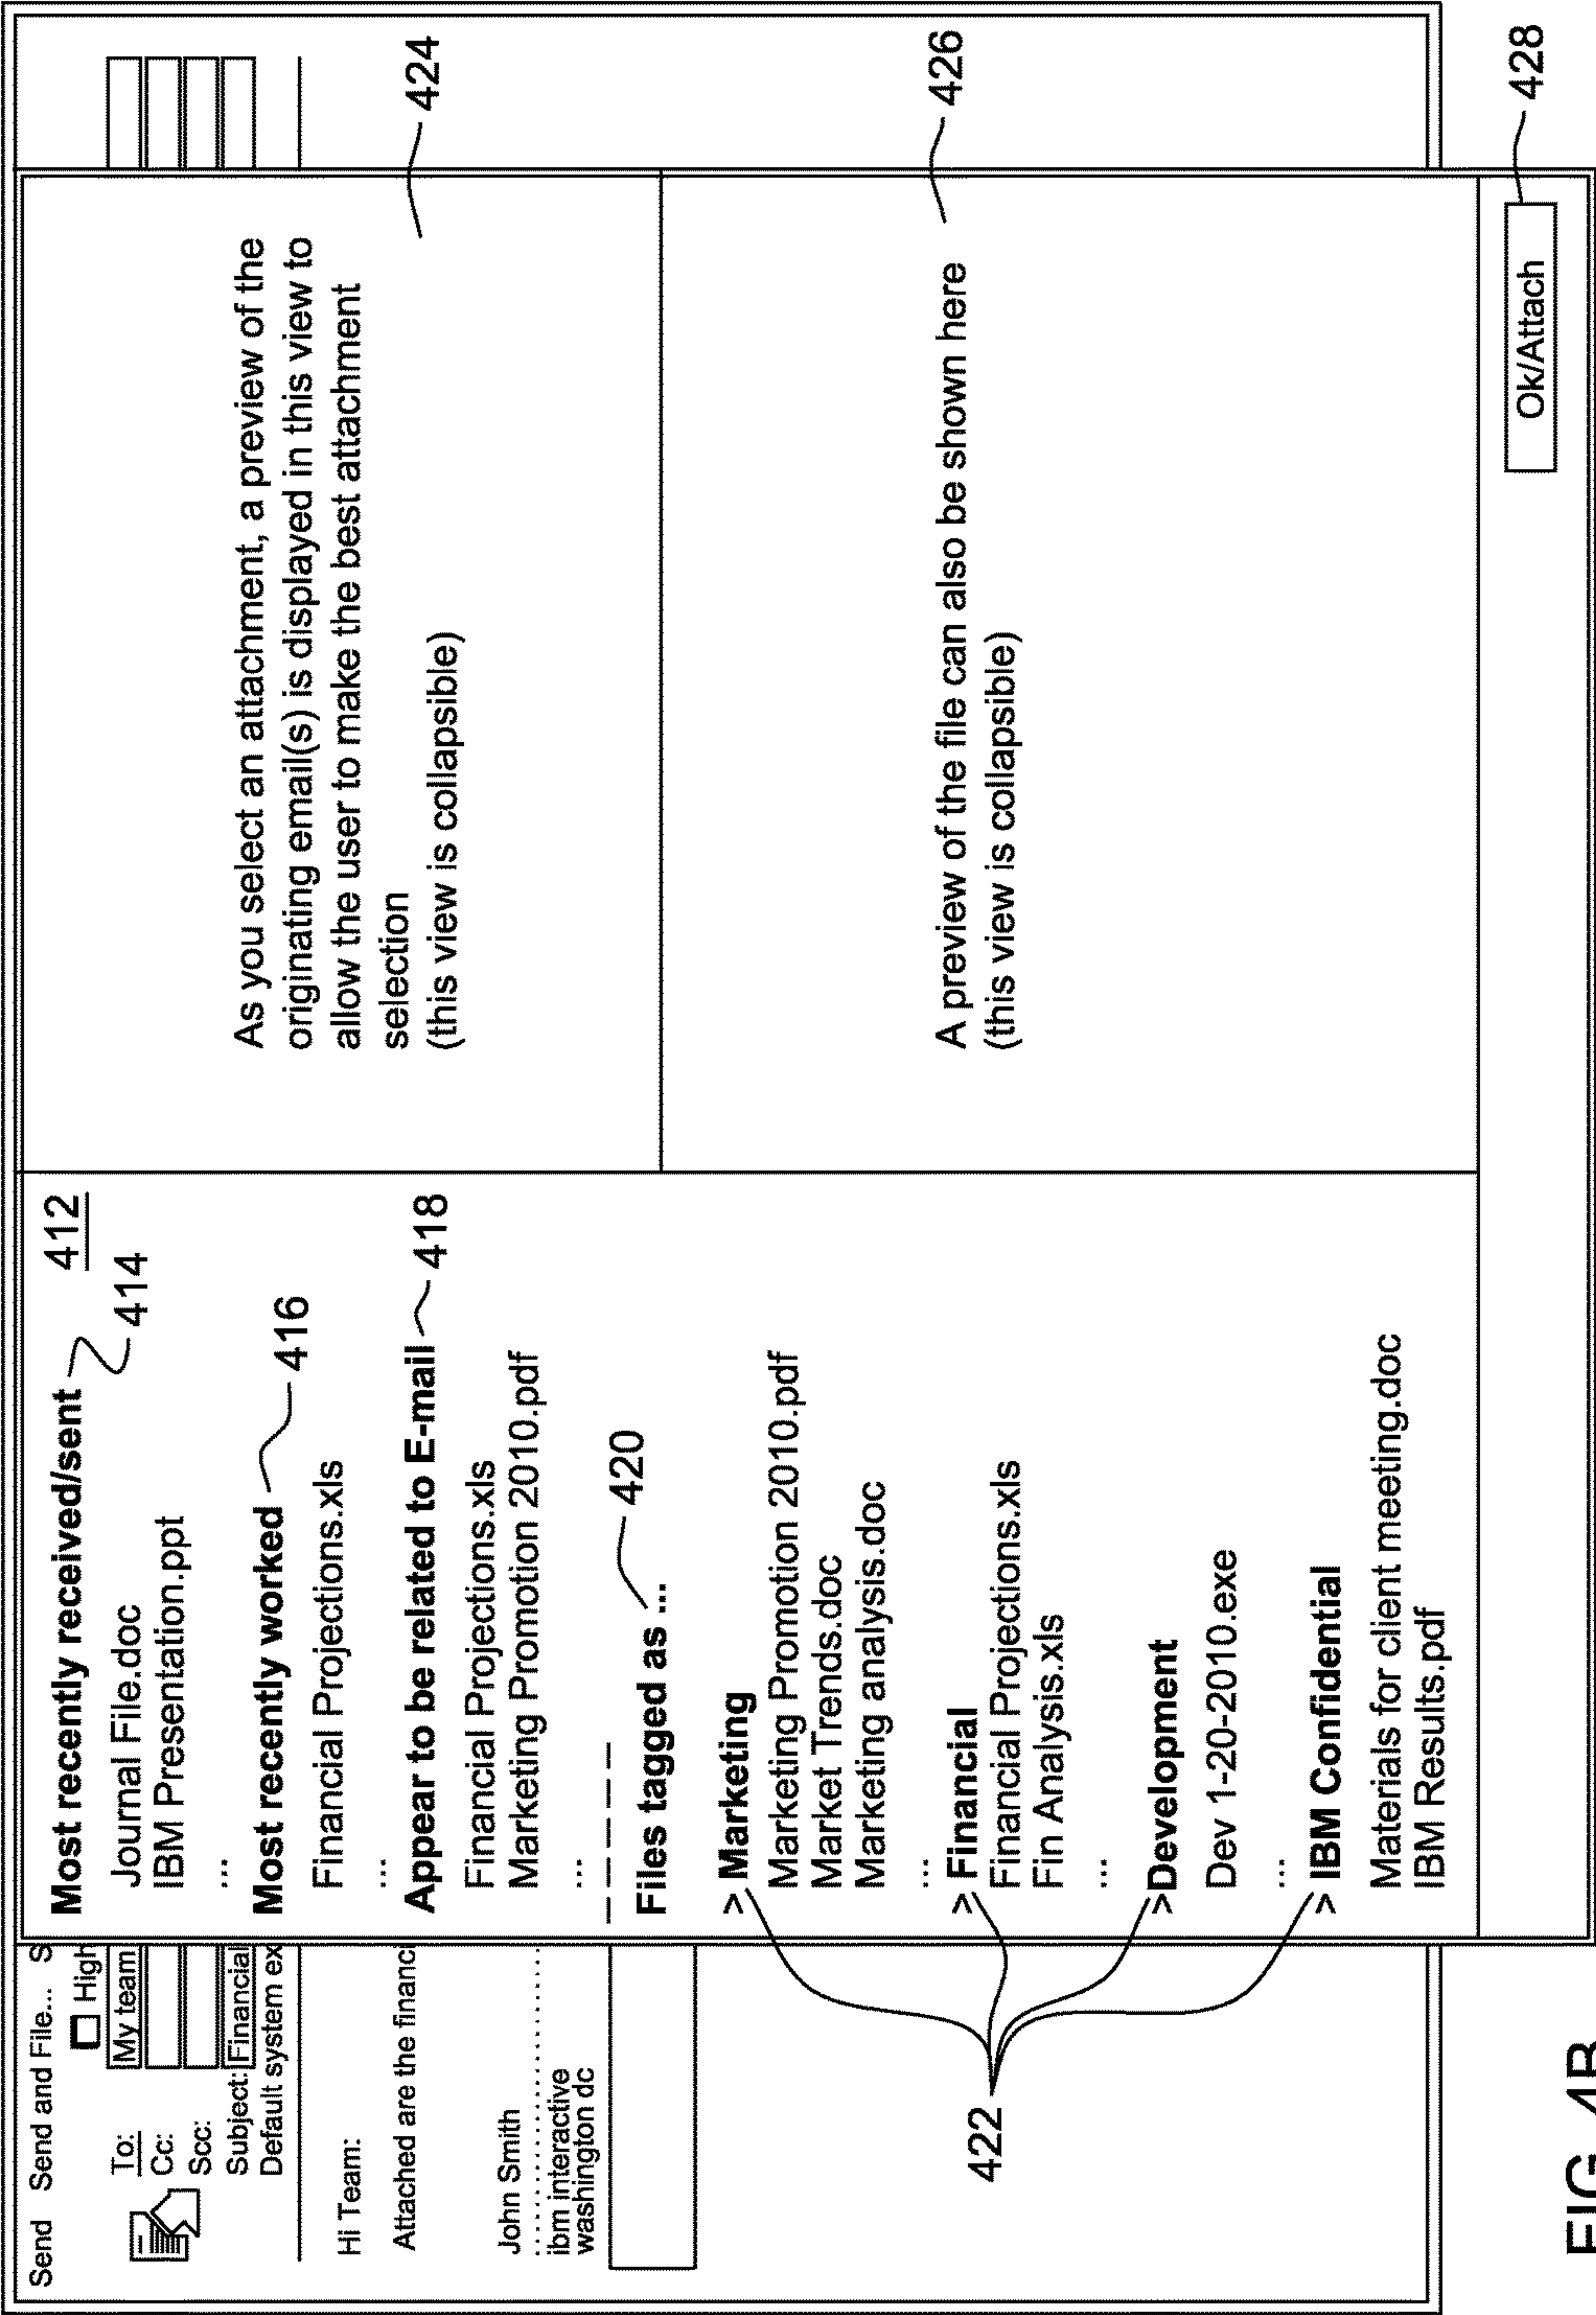 Send Send and File... S
High
To: My team
Cc:
Scc:
Subject: Financial
Default system ex
Hi Team:
Attached are the financ
John Smith
ibm interactive
washington dc
412
Most recently received/sent
414
Journal File.doc
IBM Presentation.ppt
...
Most recently worked
416
Financial Projections.xls
...
Appear to be related to E-mail
418
Financial Projections.xls
Marketing Promotion 2010.pdf
...
Files tagged as ...
420
> Marketing
Marketing Promotion 2010.pdf
Market Trends.doc
Marketing analysis.doc
...
> Financial
Financial Projections.xls
Fin Analysis.xls
...
>Development
Dev 1-20-2010.exe
...
> IBM Confidential
Materials for client meeting.doc
IBM Results.pdf
422
As you select an attachment, a preview of the
originating email(s) is displayed in this view to
allow the user to make the best attachment
selection
(this view is collapsible)
424
A preview of the file can also be shown here
(this view is collapsible)
426
Ok/Attach
428
FIG. 4B